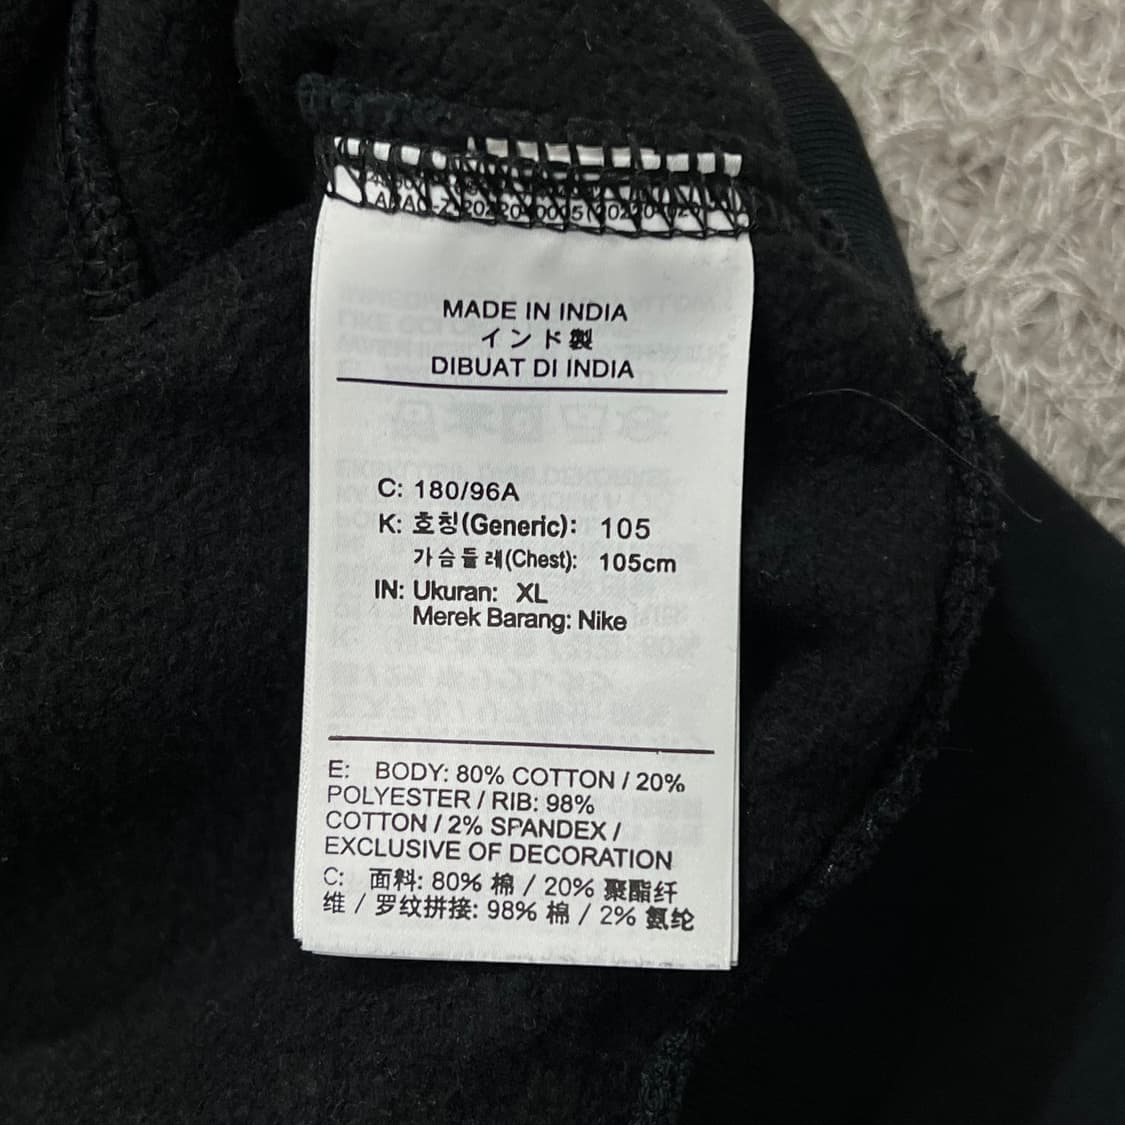 MADE IN INDIA
インド製
DIBUAT DI INDIA
C: 180/96A
K: 호칭(Generic): 105
가슴둘레(Chest): 105cm
IN: Ukuran: XL
Merek Barang: Nike
E: BODY: 80% COTTON / 20%
POLYESTER / RIB: 98%
COTTON / 2% SPANDEX /
EXCLUSIVE OF DECORATION
C: 面料: 80% 棉 / 20% 聚酯纤
维 / 罗纹拼接: 98% 棉 / 2% 氨纶